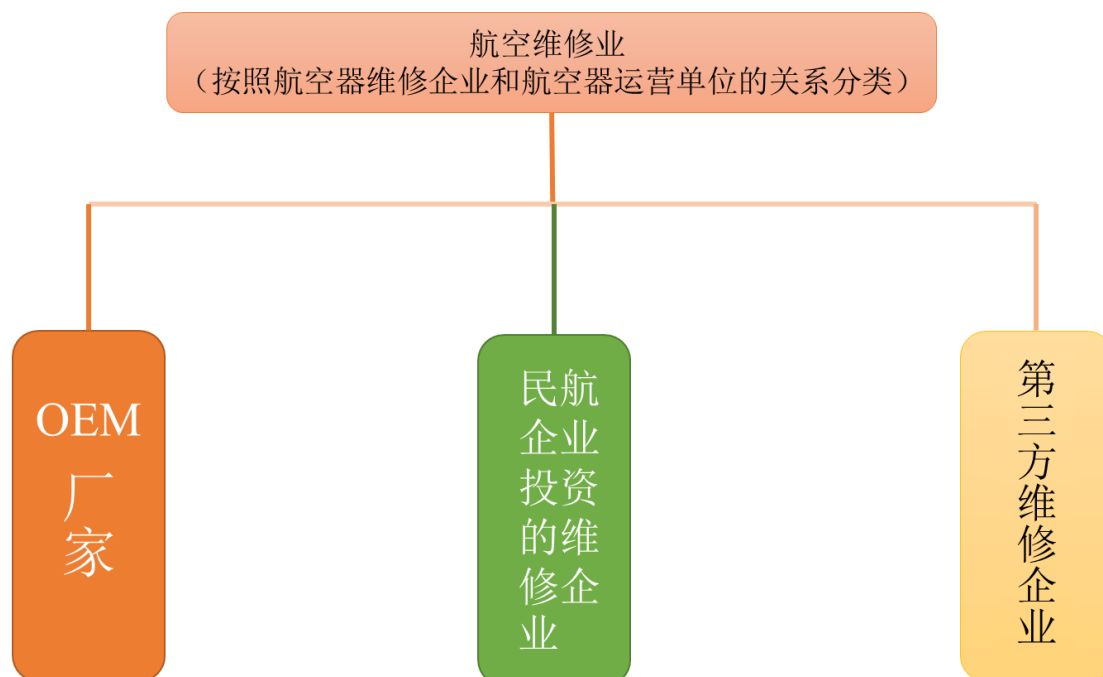 航空维修业
（按照航空器维修企业和航空器运营单位的关系分类）
OEM
厂
家
民航
企业
投资
的维
修企
业
第三方维修企业